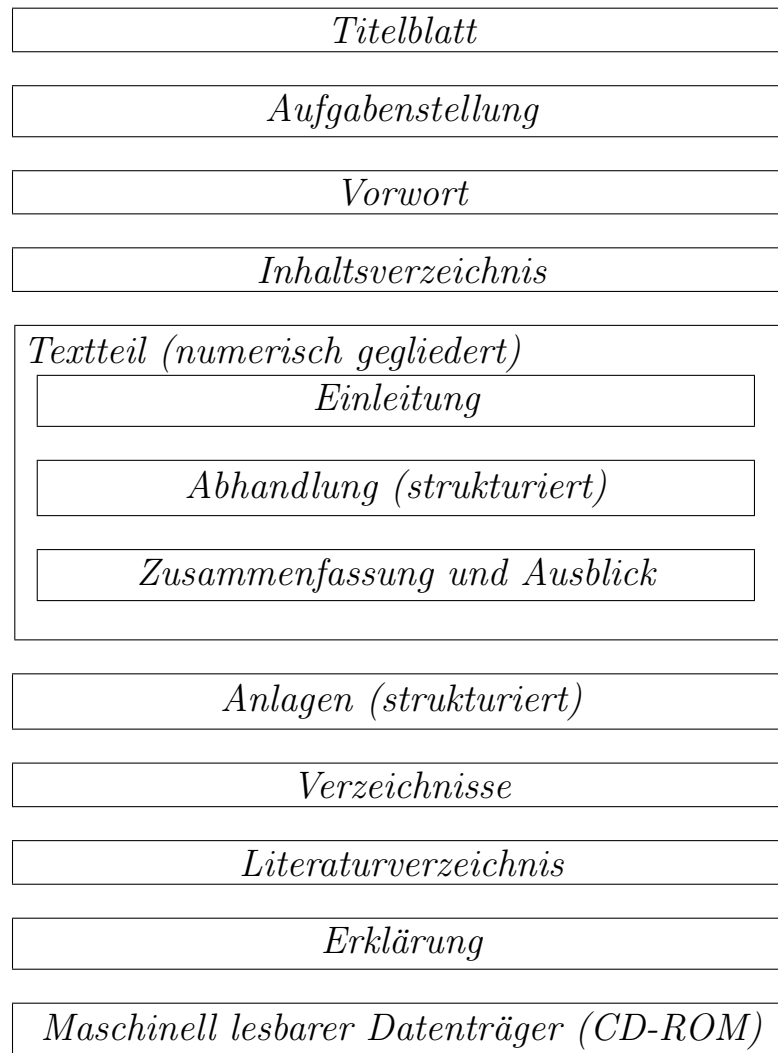 Titelblatt
Aufgabenstellung
Vorwort
Inhaltsverzeichnis
Textteil (numerisch gegliedert)
Einleitung
Abhandlung (strukturiert)
Zusammenfassung und Ausblick
Anlagen (strukturiert)
Verzeichnisse
Literaturverzeichnis
Erklärung
Maschinell lesbarer Datenträger (CD-ROM)